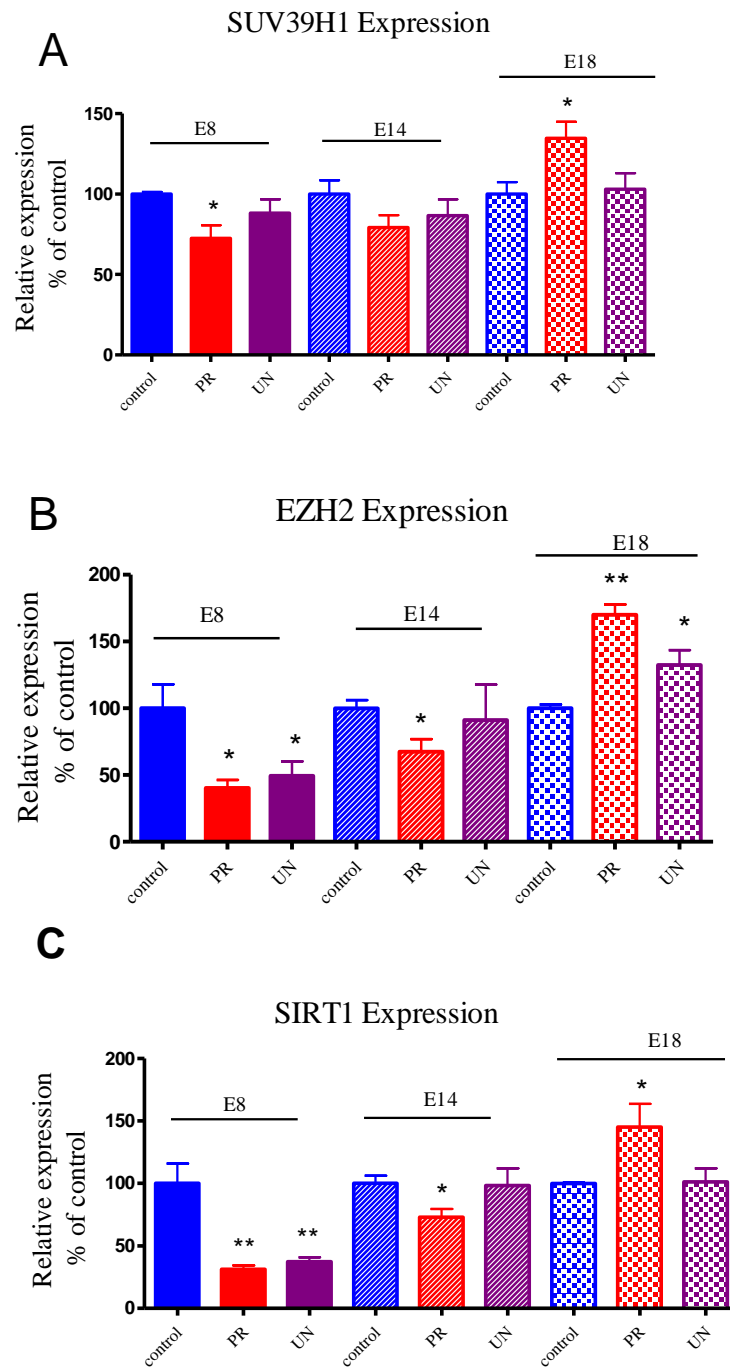 SUV39H1 Expression
A
E18
E8
E14
Relative expression
% of control
150
100
50
0
*
*
control
PR
UN
control
PR
UN
control
PR
UN
B
EZH2 Expression
E18
E8
E14
Relative expression
% of control
200
150
100
50
0
*
*
*
**
*
control
PR
UN
control
PR
UN
control
PR
UN
C
SIRT1 Expression
E18
E8
E14
Relative expression
% of control
200
150
100
50
0
**
**
*
*
control
PR
UN
control
PR
UN
control
PR
UN